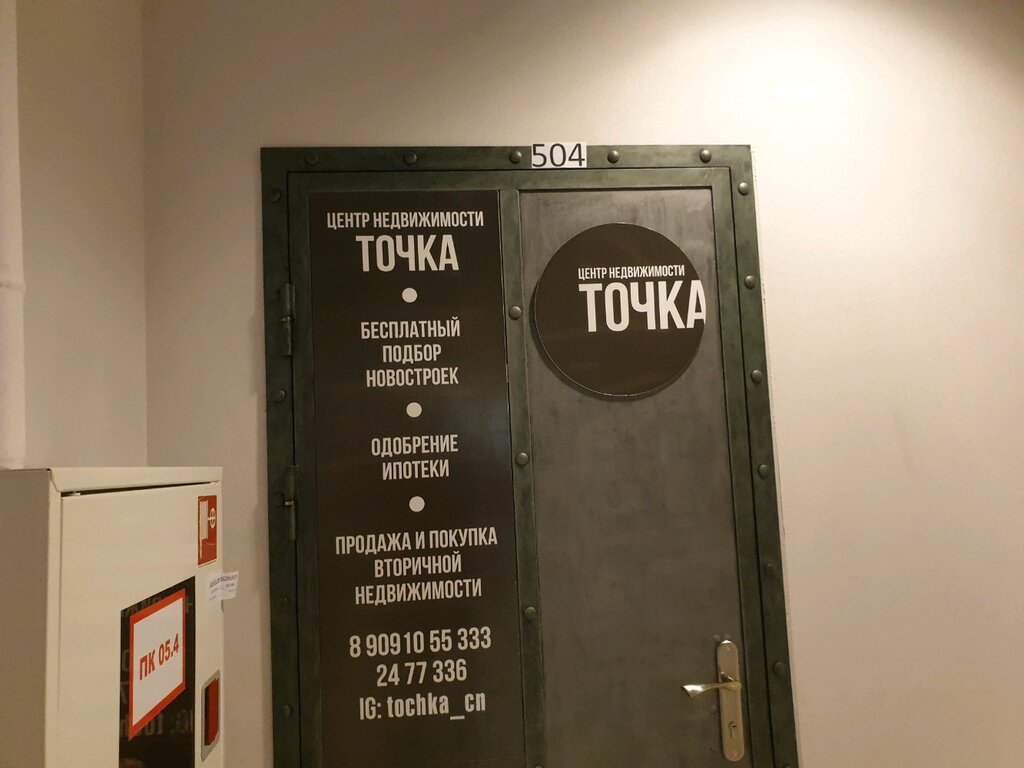 504
ЦЕНТР НЕДВИЖИМОСТИ
ТОЧКА
БЕСПЛАТНЫЙ
ПОДБОР
НОВОСТРОЕК
ОДОБРЕНИЕ
ИПОТЕКИ
ПРОДАЖА И ПОКУПКА
ВТОРИЧНОЙ
НЕДВИЖИМОСТИ
8 909 10 55 333
24 77 336
IG: tochka_cn
ЦЕНТР НЕДВИЖИМОСТИ
ТОЧКА
ПК 05.4